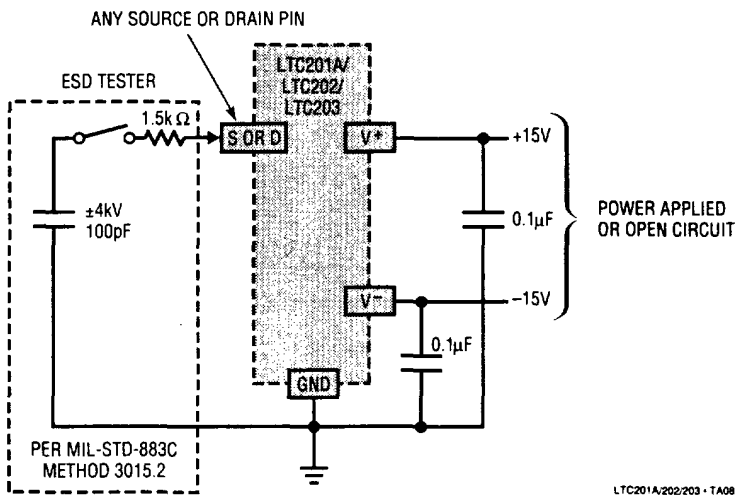 ANY SOURCE OR DRAIN PIN
ESD TESTER
1.5k Ω
±4kV
100pF
PER MIL-STD-883C
METHOD 3015.2
LTC201A/
LTC202/
LTC203
S OR D
V+
V−
GND
+15V
0.1µF
−15V
0.1µF
POWER APPLIED
OR OPEN CIRCUIT
LTC201A/202/203 • TA08